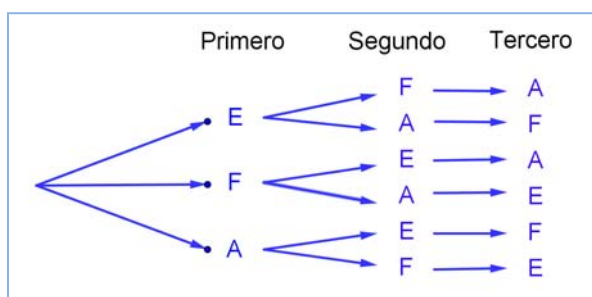 Primero Segundo Tercero
F A
E
A F
E A
F
A E
E F
A
F E